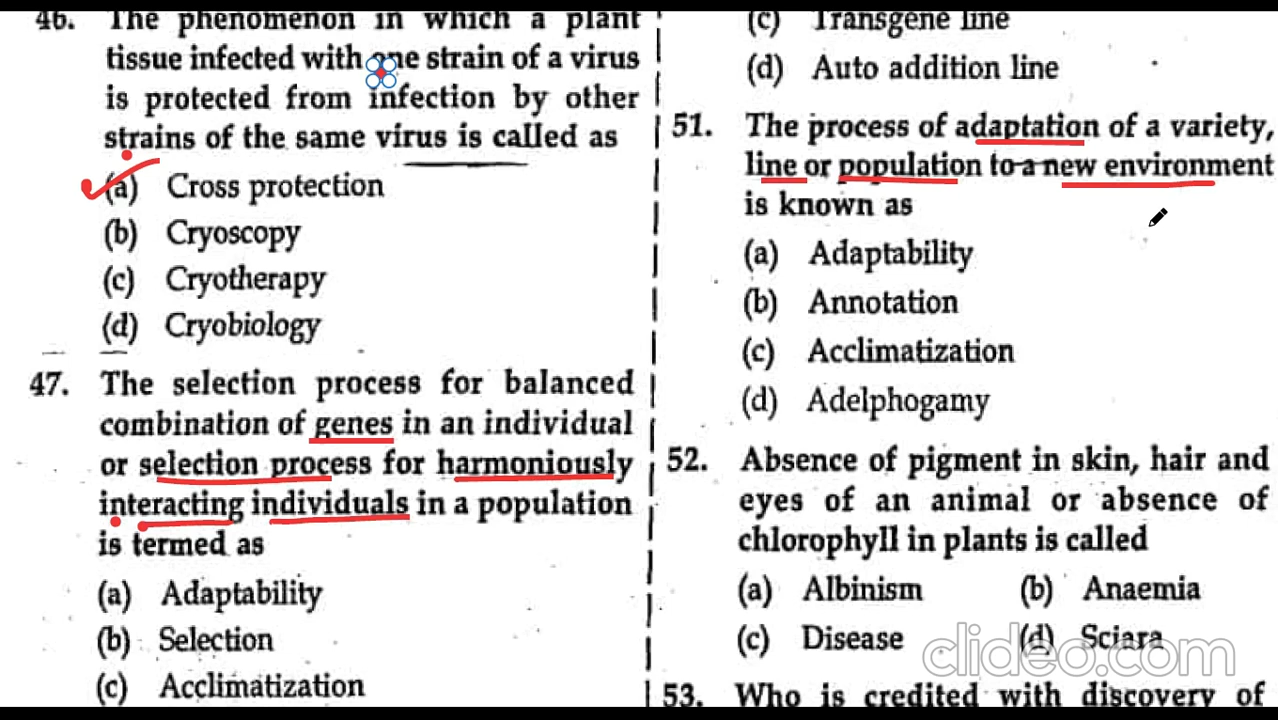 46. The phenomenon in which a plant
tissue infected with one strain of a virus
is protected from infection by other
strains of the same virus is called as
(a) Cross protection
(b) Cryoscopy
(c) Cryotherapy
(d) Cryobiology
47. The selection process for balanced
combination of genes in an individual
or selection process for harmoniously
interacting individuals in a population
is termed as
(a) Adaptability
(b) Selection
(c) Acclimatization
(c) Transgene line
(d) Auto addition line
51. The process of adaptation of a variety,
line or population to a new environment
is known as
(a) Adaptability
(b) Annotation
(c) Acclimatization
(d) Adelphogamy
52. Absence of pigment in skin, hair and
eyes of an animal or absence of
chlorophyll in plants is called
(a) Albinism (b) Anaemia
(c) Disease (d) Sciara
53. Who is credited with discovery of
clideo.com